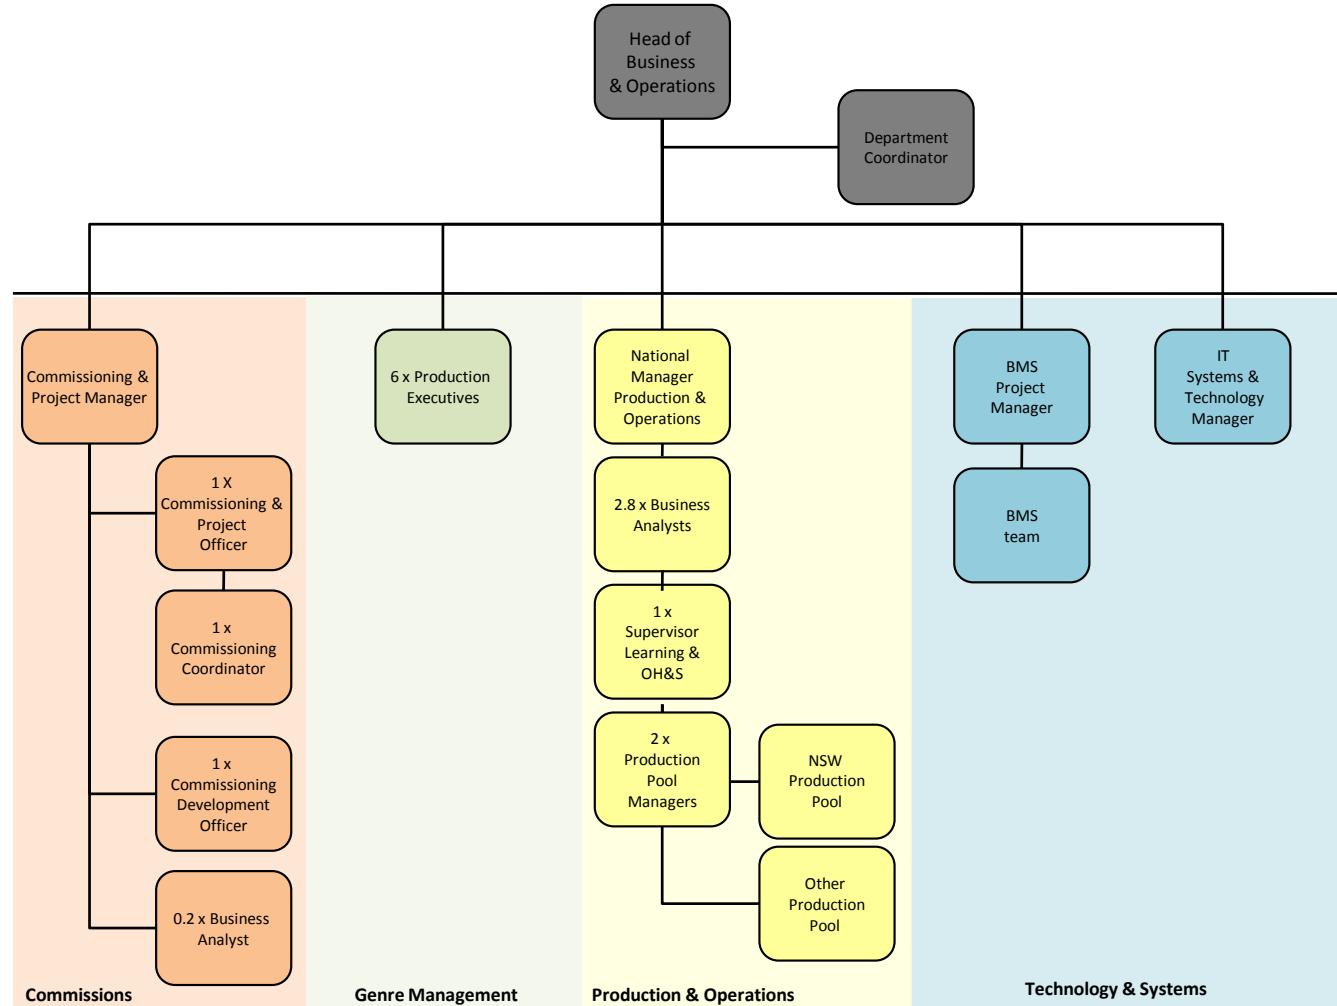 Head of
Business
& Operations
Department
Coordinator
Commissioning &
Project Manager
6 x Production
Executives
National
Manager
Production &
Operations
BMS
Project
Manager
IT
Systems &
Technology
Manager
1 X
Commissioning &
Project
Officer
2.8 x Business
Analysts
BMS
team
1 x
Commissioning
Coordinator
1 x
Supervisor
Learning &
OH&S
1 x
Commissioning
Development
Officer
2 x
Production
Pool
Managers
NSW
Production
Pool
0.2 x Business
Analyst
Other
Production
Pool
Commissions
Genre Management
Production & Operations
Technology & Systems